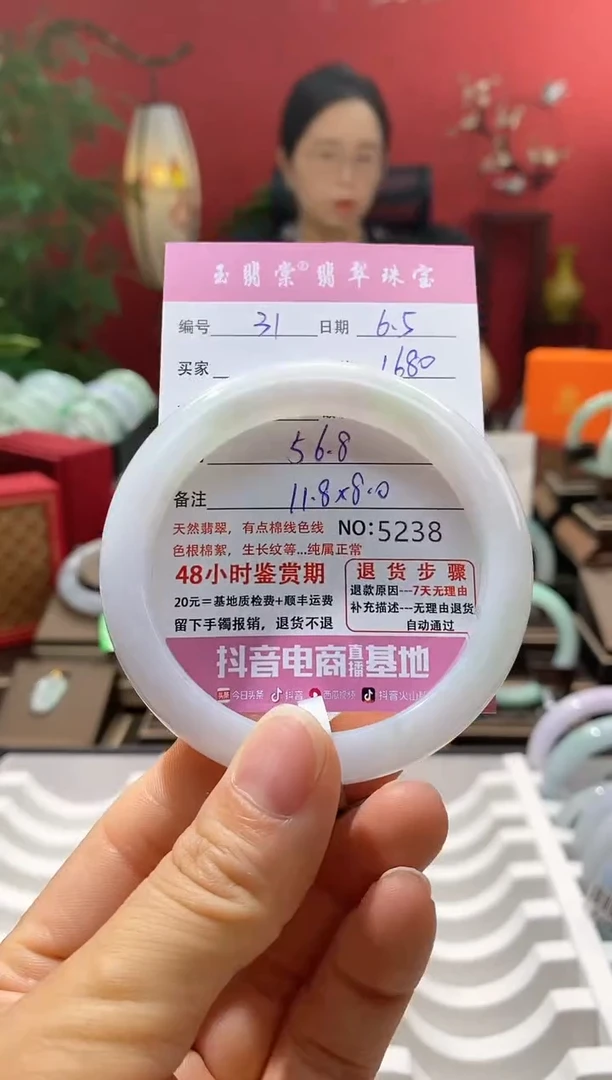 玉翡棠®翡翠珠宝
编号 31 日期 6.5
买家 1680
56.8
备注 11.8x8.0
天然翡翠，有点棉线色线 NO:5238
色根棉絮，生长纹等...纯属正常
48小时鉴赏期
20元=基地质检费+顺丰运费
留下手镯报销，退货不退
退货步骤
退款原因---7天无理由
补充描述---无理由退货
自动通过
抖音电商直播基地
头条 今日头条 抖音 西瓜视频 抖音火山